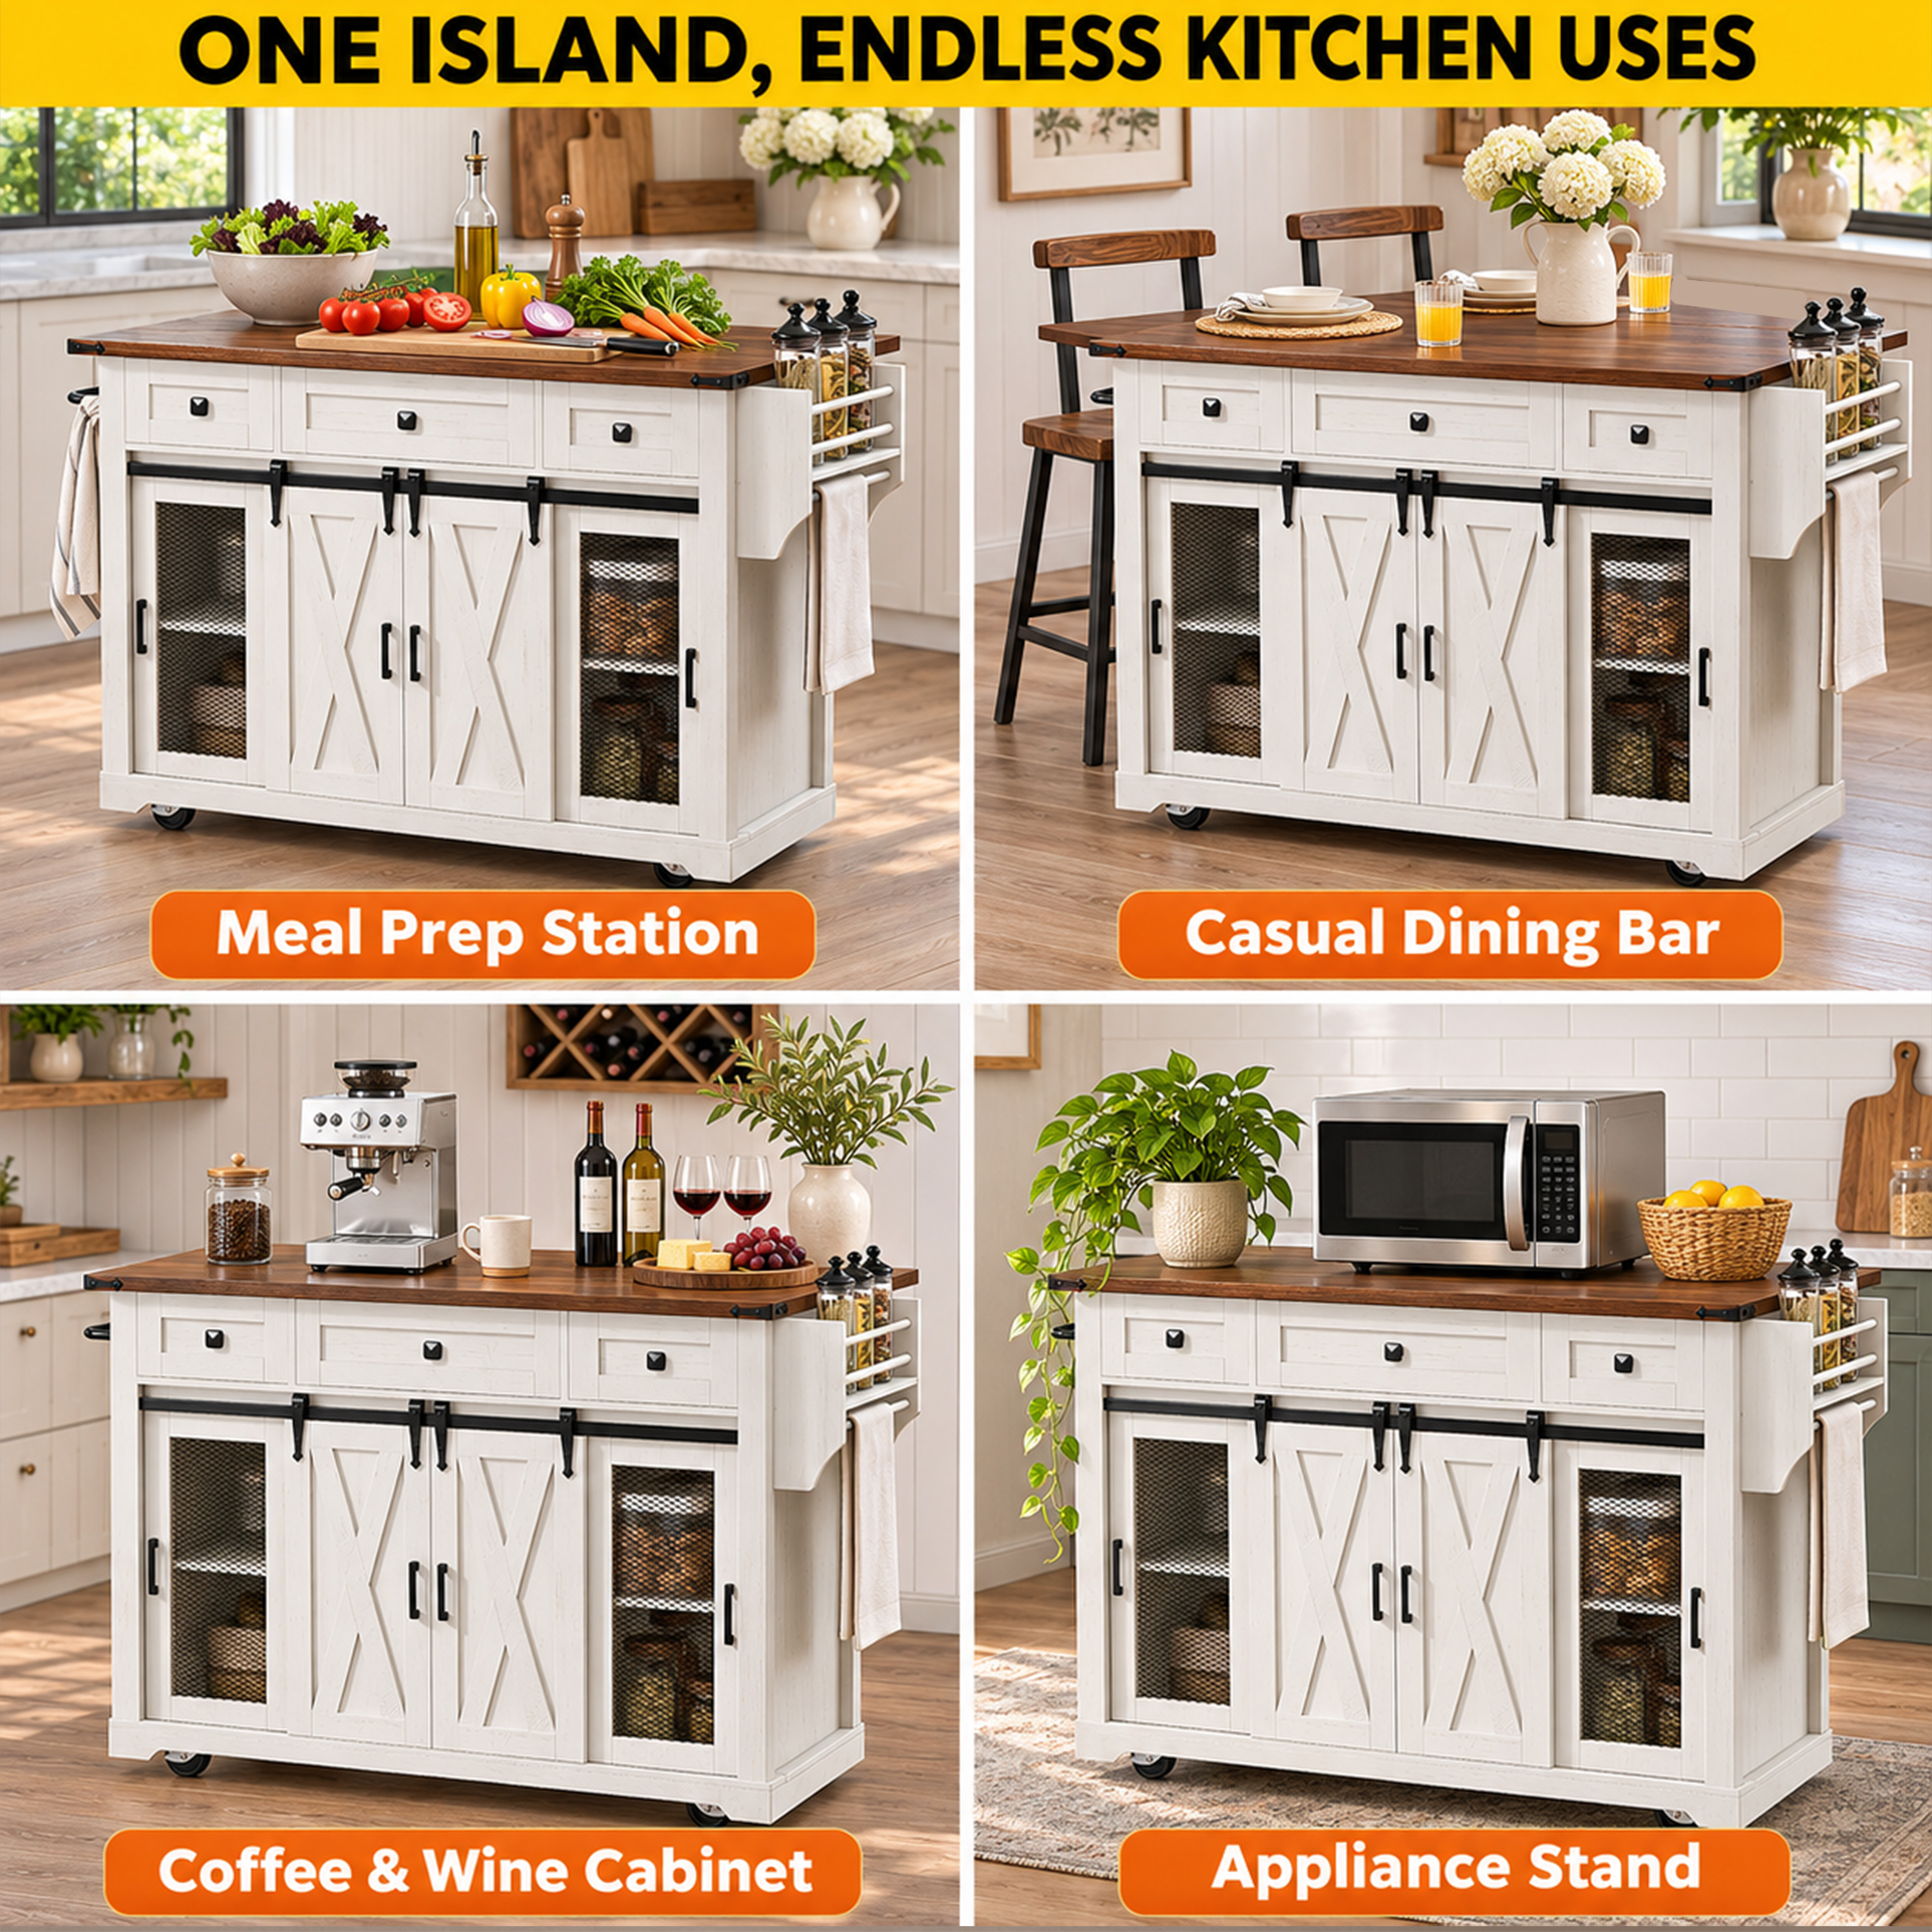 ONE ISLAND, ENDLESS KITCHEN USES
Meal Prep Station
Casual Dining Bar
Coffee & Wine Cabinet
Appliance Stand